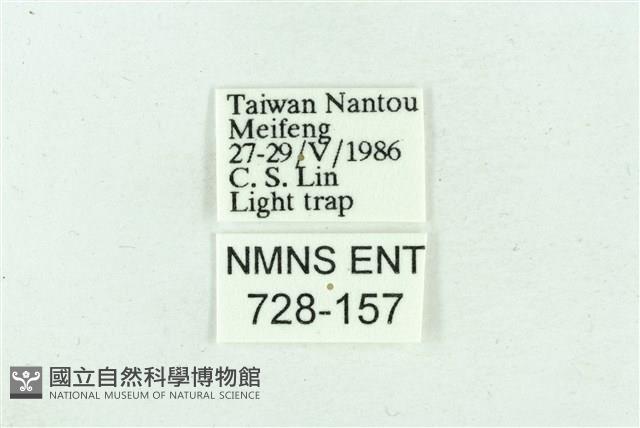 Taiwan Nantou
Meifeng
27-29/V/1986
C. S. Lin
Light trap
NMNS ENT
728-157
國立自然科學博物館
NATIONAL MUSEUM OF NATURAL SCIENCE